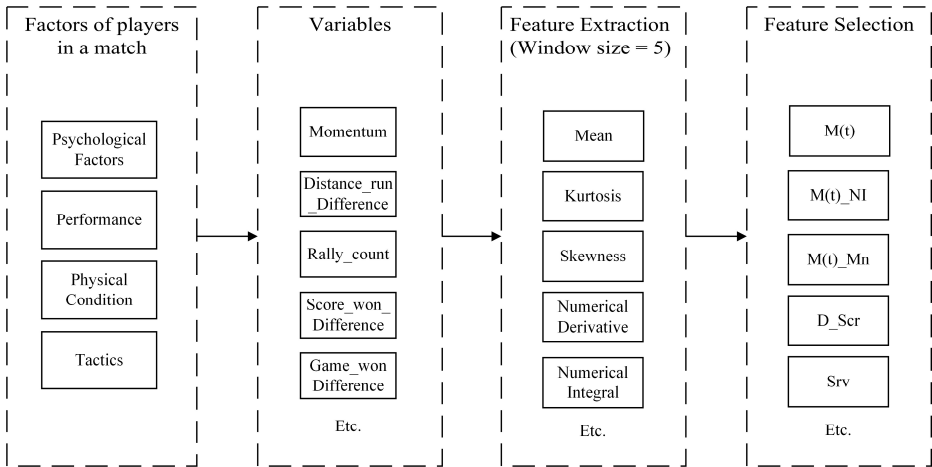 Factors of players
in a match
Psychological
Factors
Performance
Physical
Condition
Tactics
Variables
Momentum
Distance_run
_Difference
Rally_count
Score_won_
Difference
Game_won
Difference
Etc.
Feature Extraction
(Window size = 5)
Mean
Kurtosis
Skewness
Numerical
Derivative
Numerical
Integral
Etc.
Feature Selection
M(t)
M(t)_NI
M(t)_Mn
D_Scr
Srv
Etc.